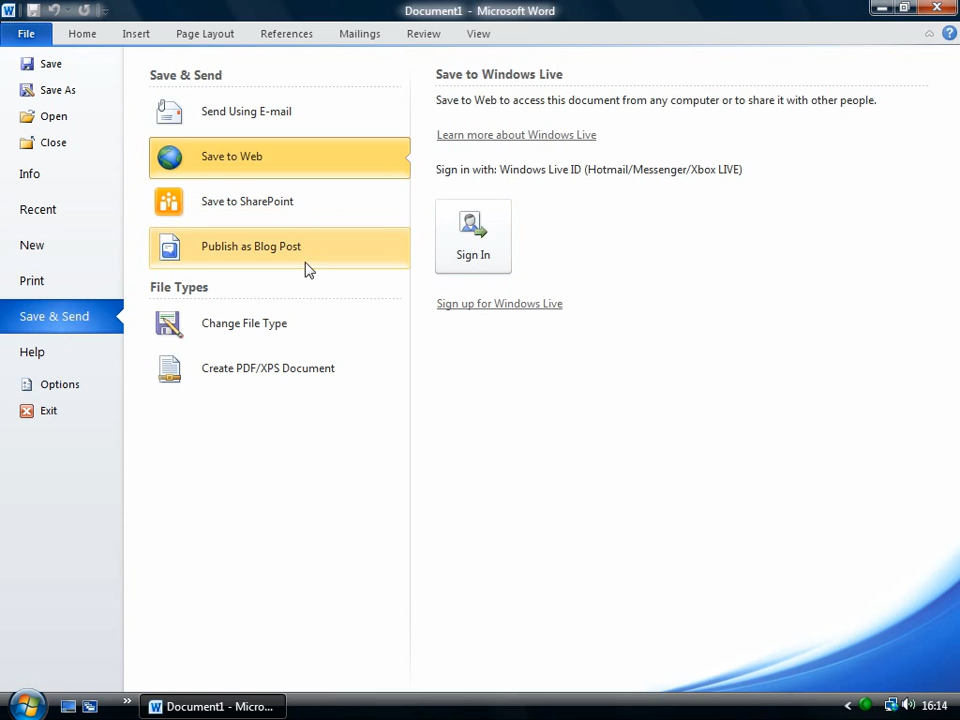 Document1 - Microsoft Word
File Home Insert Page Layout References Mailings Review View
Save
Save As
Open
Close
Info
Recent
New
Print
Save & Send
Help
Options
Exit
Save & Send
Send Using E-mail
Save to Web
Save to SharePoint
Publish as Blog Post
File Types
Change File Type
Create PDF/XPS Document
Save to Windows Live
Save to Web to access this document from any computer or to share it with other people.
Learn more about Windows Live
Sign in with: Windows Live ID (Hotmail/Messenger/Xbox LIVE)
Sign In
Sign up for Windows Live
Document1 - Micro...
16:14